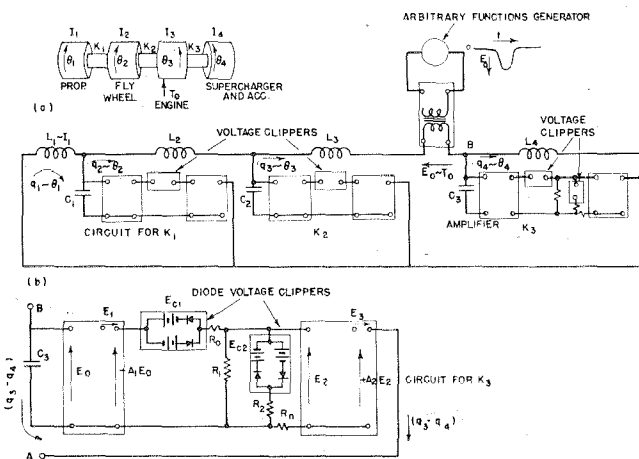 ARBITRARY FUNCTIONS GENERATOR
I1 I2 I3 I4
K1 K2 K3
θ1 θ2 θ3 θ4
t
E0
PROP. FLY WHEEL T0 ENGINE SUPERCHARGER AND ACC.
(a)
L1~I1 L2 VOLTAGE CLIPPERS L3 B L4 VOLTAGE CLIPPERS
q1~θ1 q2~θ2 q3~θ3 E0~T0 q4~θ4
C1 C2 C3
CIRCUIT FOR K1 K2 AMPLIFIER K3
(b)
B DIODE VOLTAGE CLIPPERS
C3 E1 EC1 R0 EC2 E3
E0 A1E0 R1 E2 +A2E2 CIRCUIT FOR K3
R2 Rn
(q3-q4) (q3-q4)
A